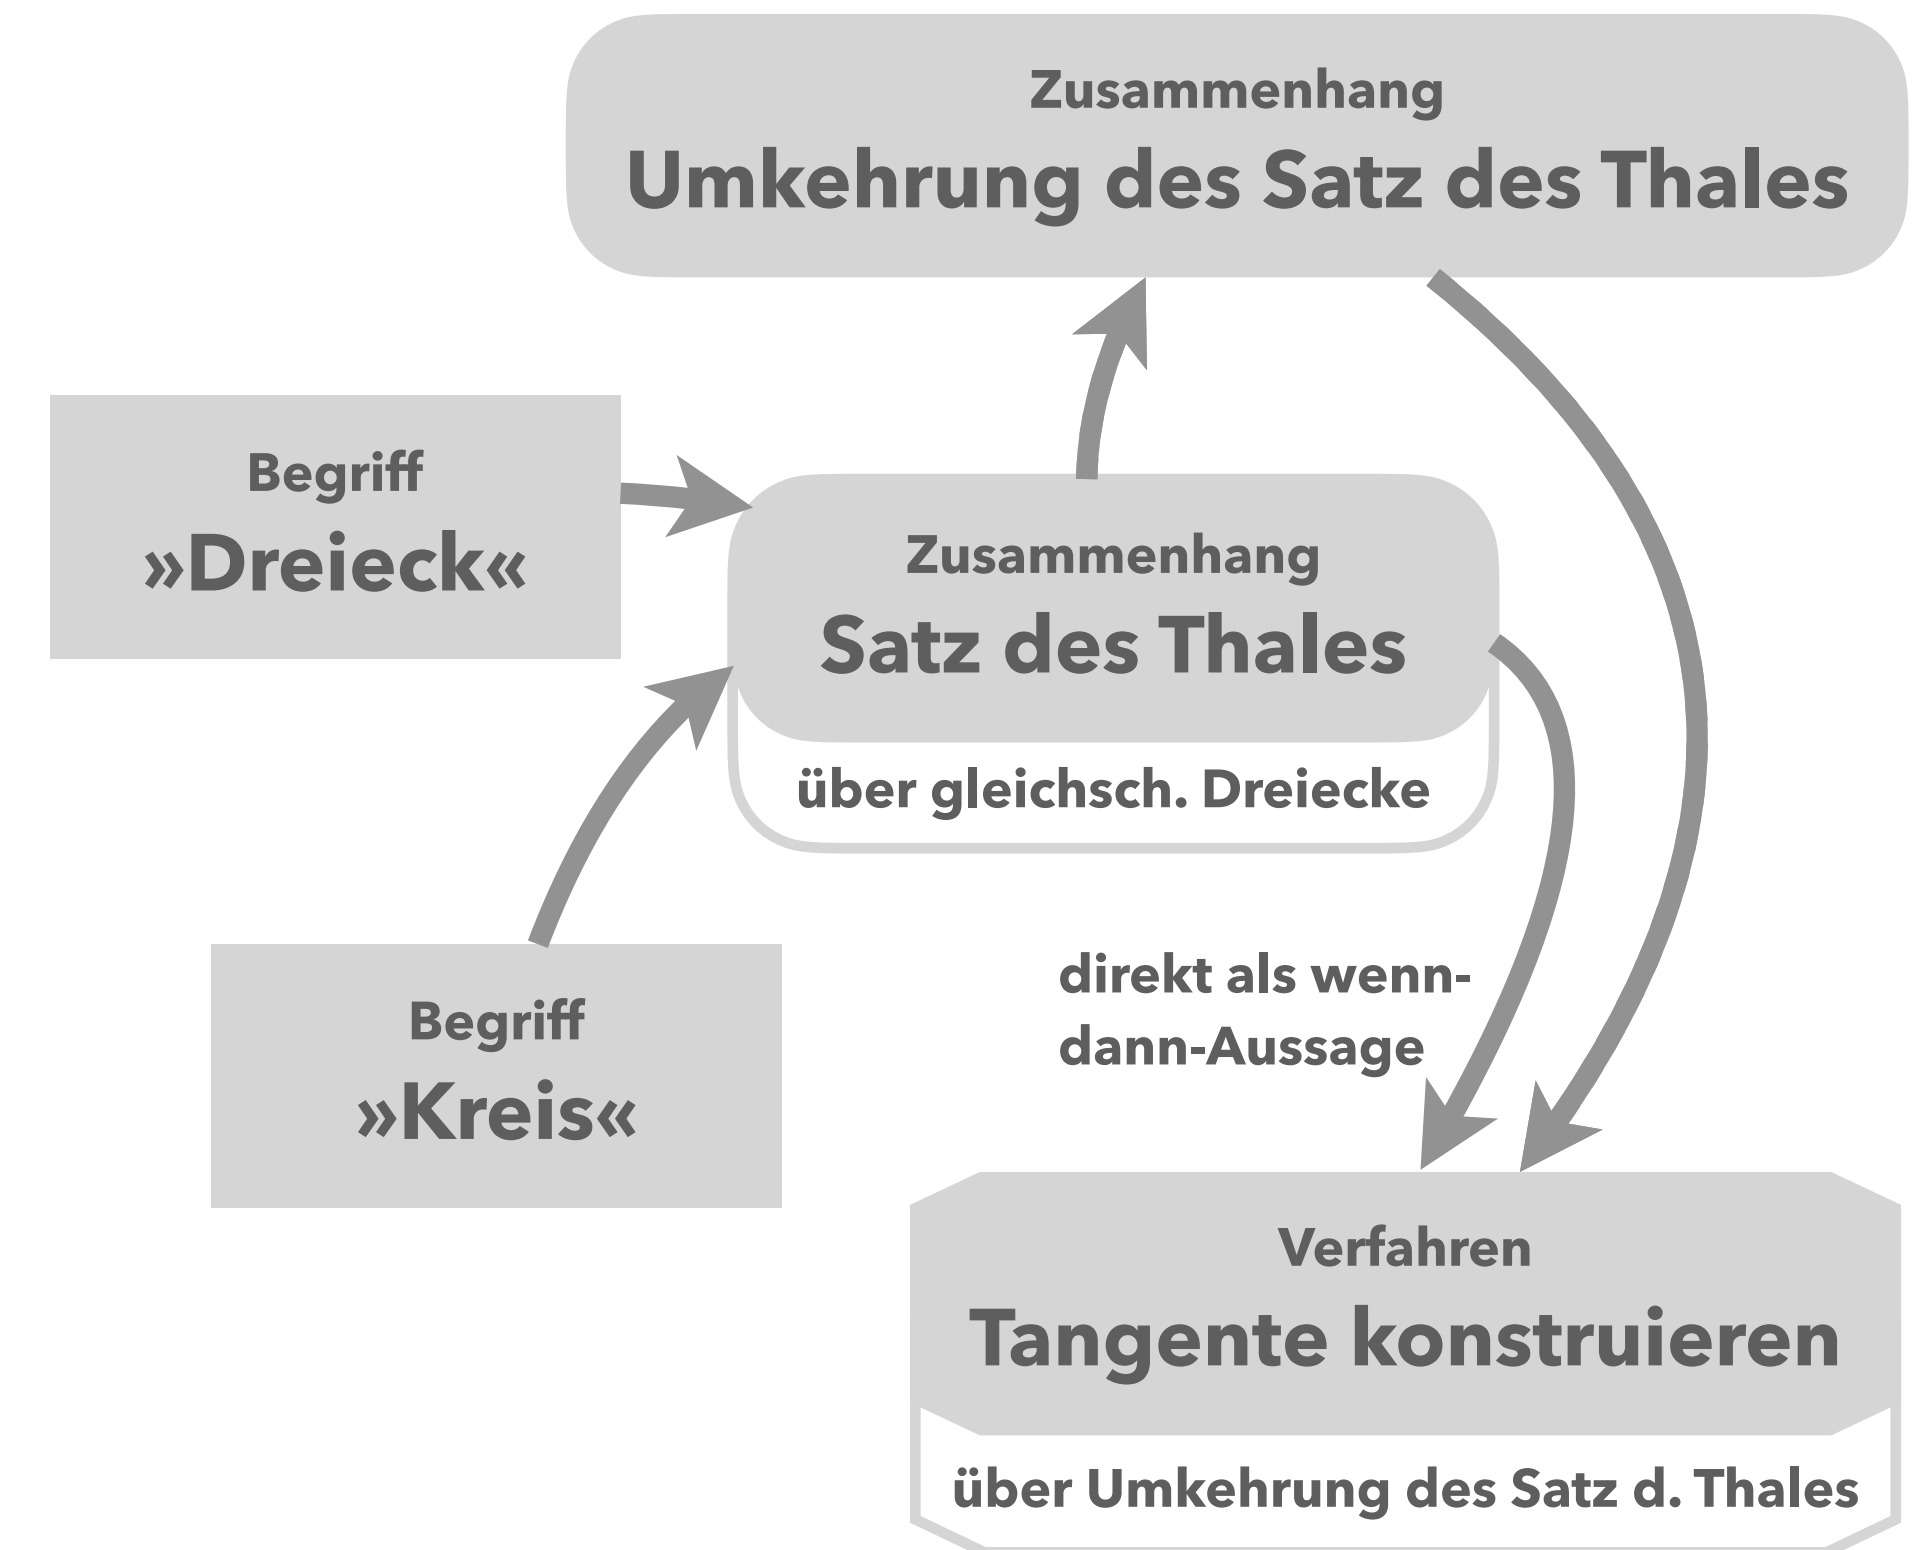 Zusammenhang
Umkehrung des Satz des Thales
Begriff
»Dreieck«
Zusammenhang
Satz des Thales
über gleichsch. Dreiecke
Begriff
»Kreis«
direkt als wenn-
dann-Aussage
Verfahren
Tangente konstruieren
über Umkehrung des Satz d. Thales